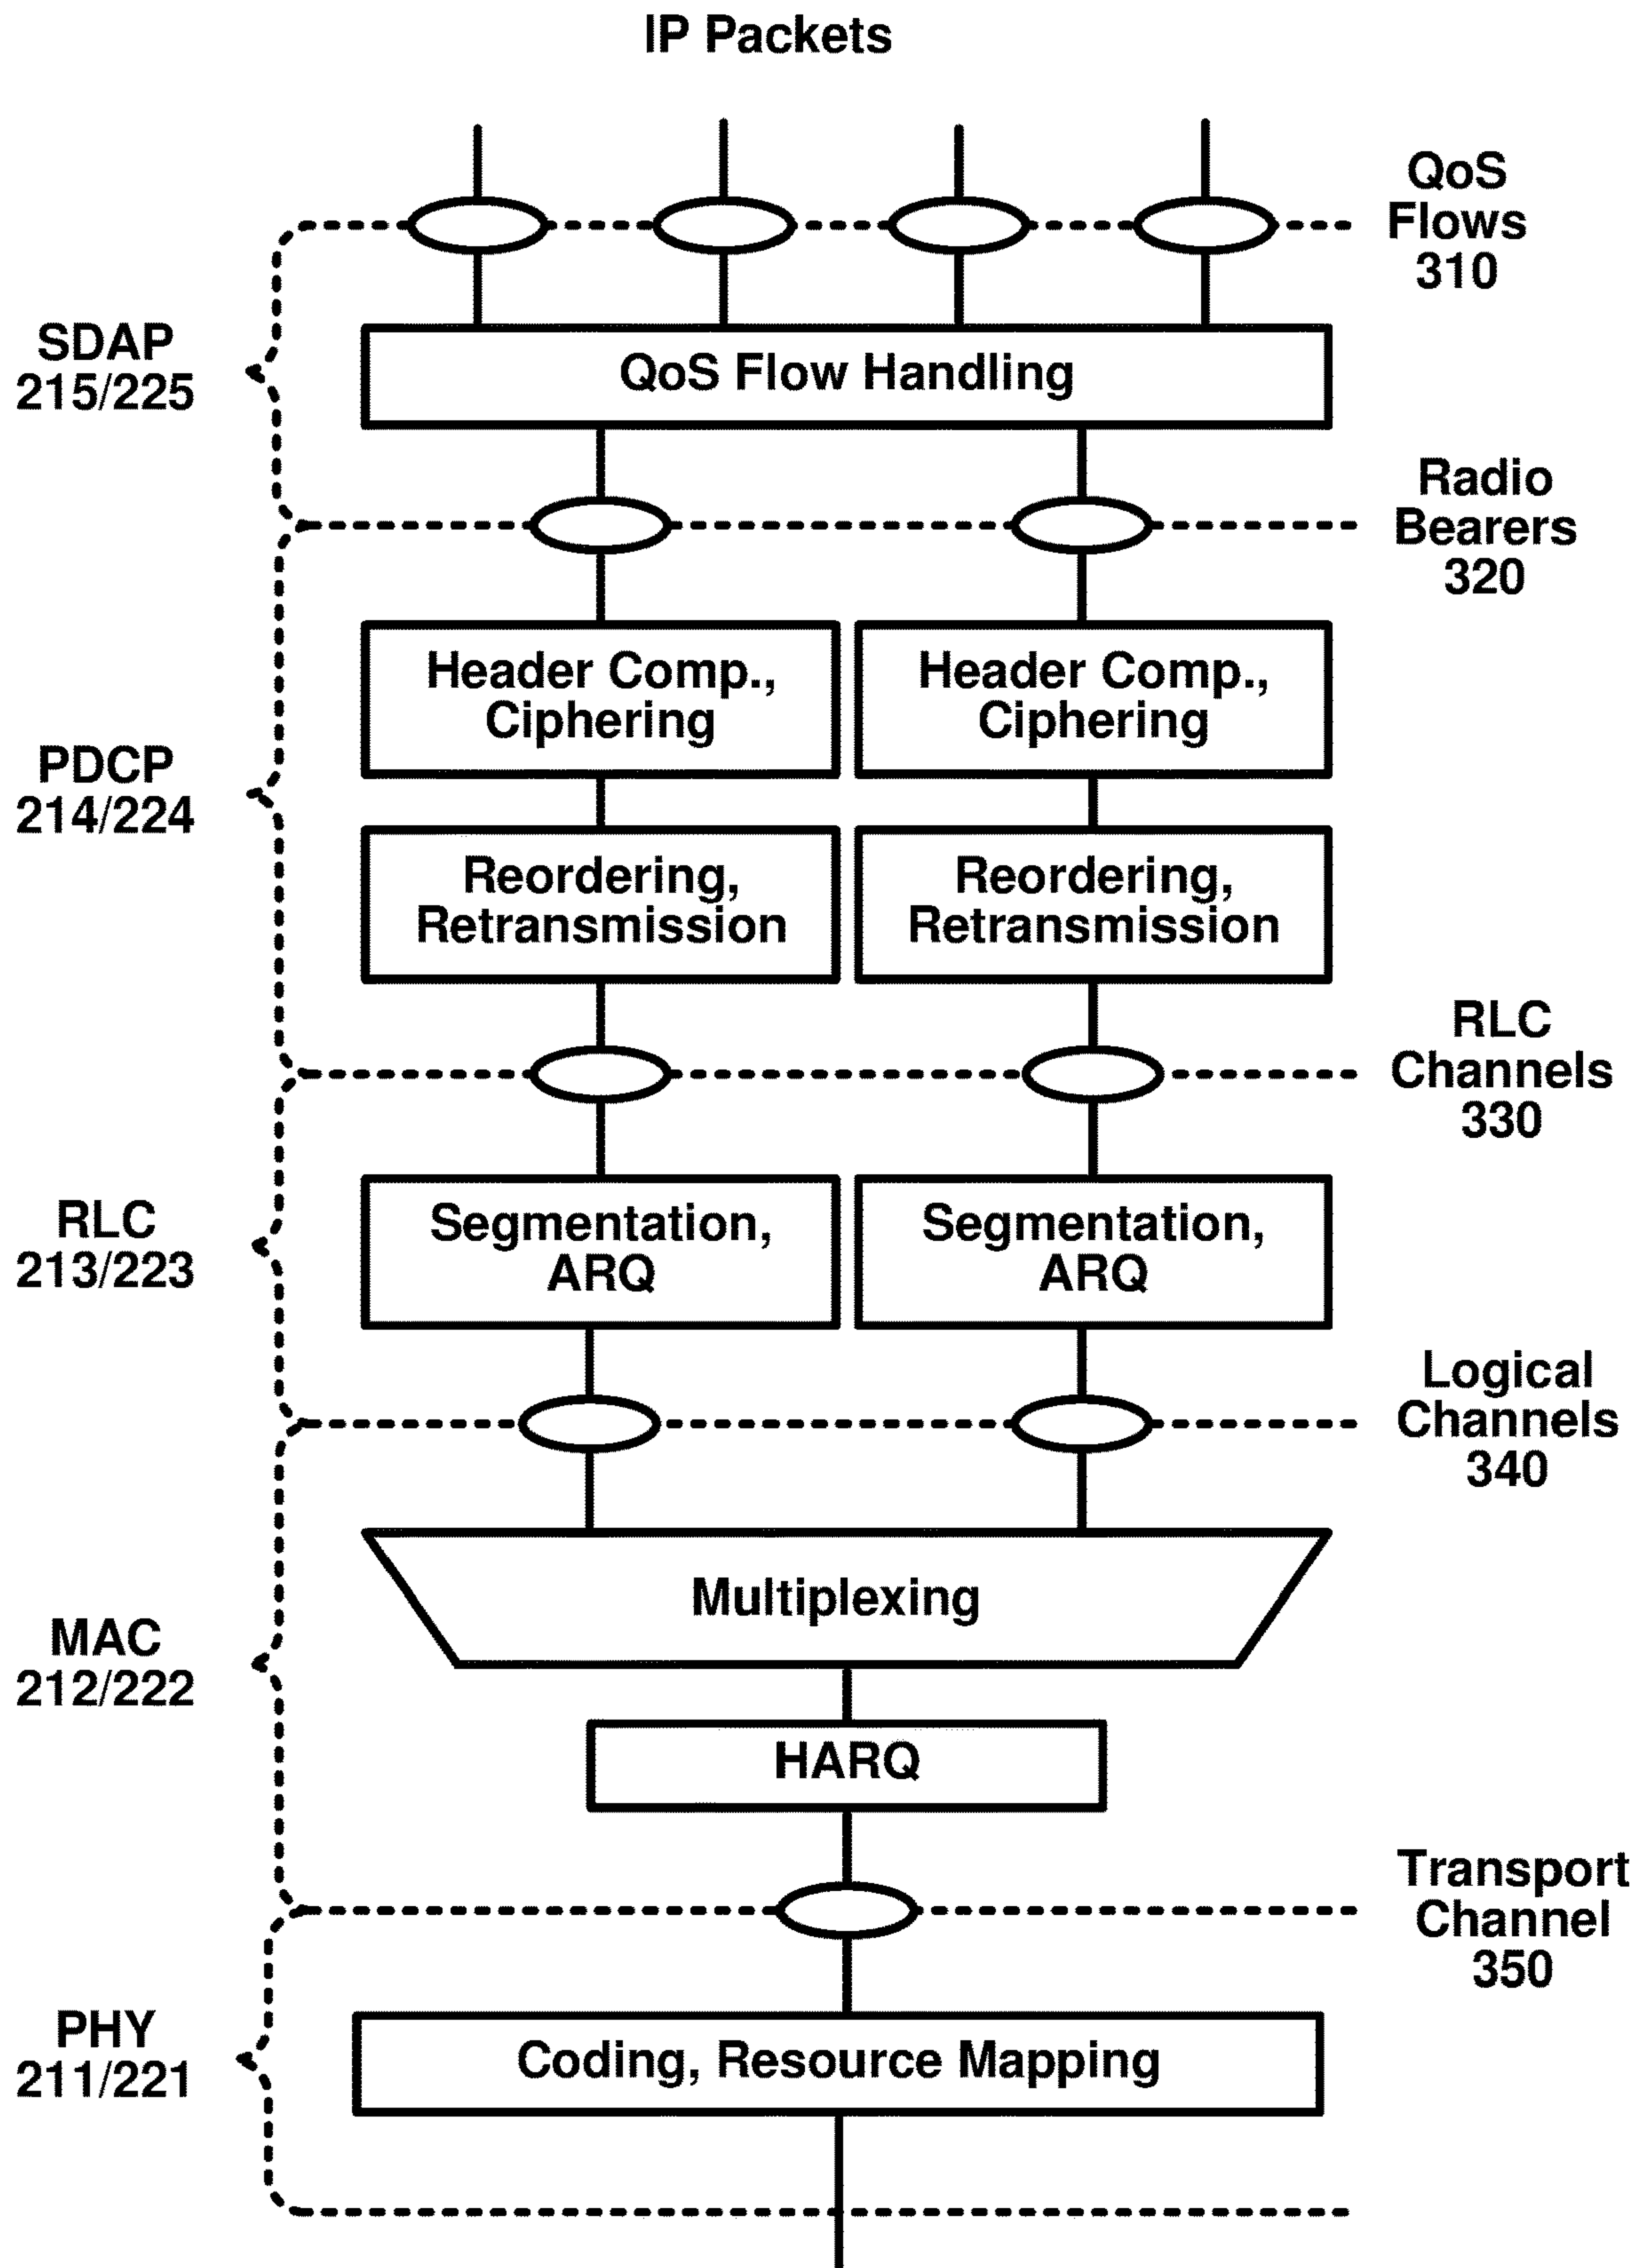 IP Packets
QoS
Flows
310
SDAP
215/225
QoS Flow Handling
Radio
Bearers
320
Header Comp.,
Ciphering
Header Comp.,
Ciphering
PDCP
214/224
Reordering,
Retransmission
Reordering,
Retransmission
RLC
Channels
330
RLC
213/223
Segmentation,
ARQ
Segmentation,
ARQ
Logical
Channels
340
Multiplexing
MAC
212/222
HARQ
Transport
Channel
350
PHY
211/221
Coding, Resource Mapping